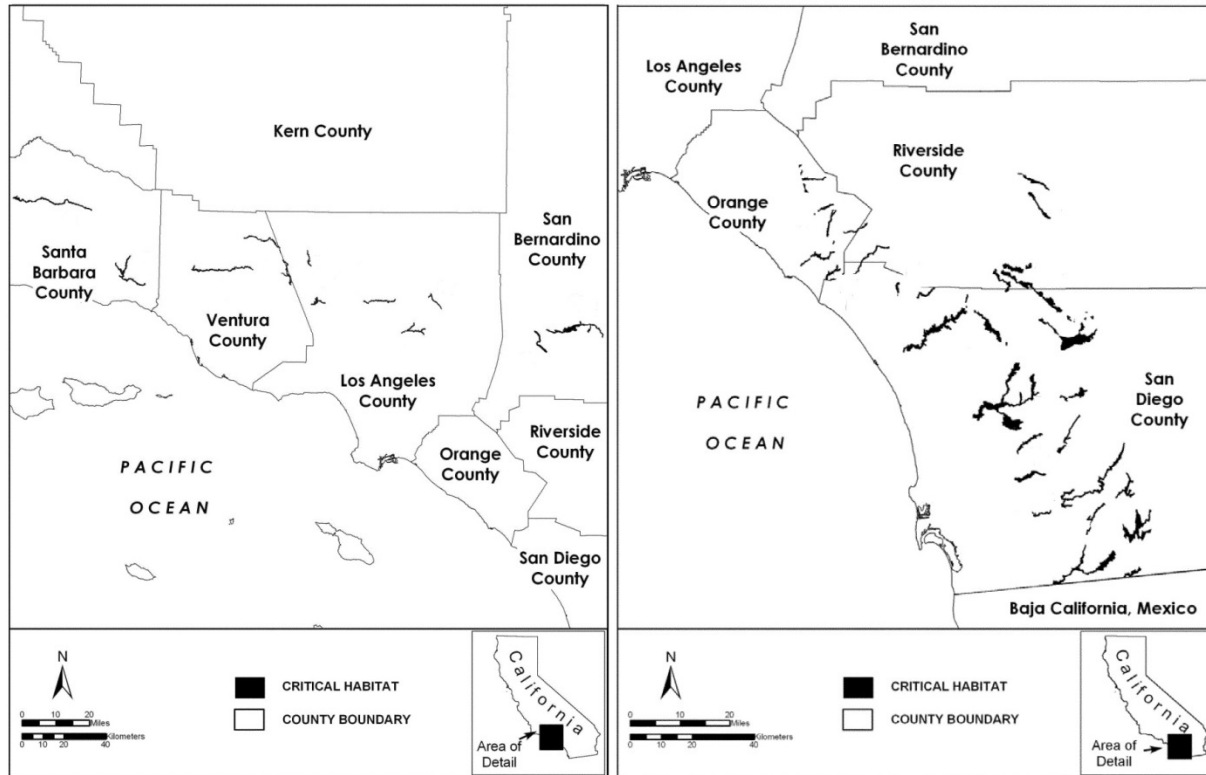 Kern County
Santa
Barbara
County
Ventura
County
San
Bernardino
County
Los Angeles
County
Orange
County
Riverside
County
San Diego
County
PACIFIC
OCEAN
N
0 10 20
Miles
0 10 20 40
Kilometers
CRITICAL HABITAT
COUNTY BOUNDARY
California
Area of
Detail
San
Bernardino
County
Los Angeles
County
Riverside
County
Orange
County
PACIFIC
OCEAN
San
Diego
County
Baja California, Mexico
N
0 10 20
Miles
0 10 20 40
Kilometers
CRITICAL HABITAT
COUNTY BOUNDARY
California
Area of
Detail